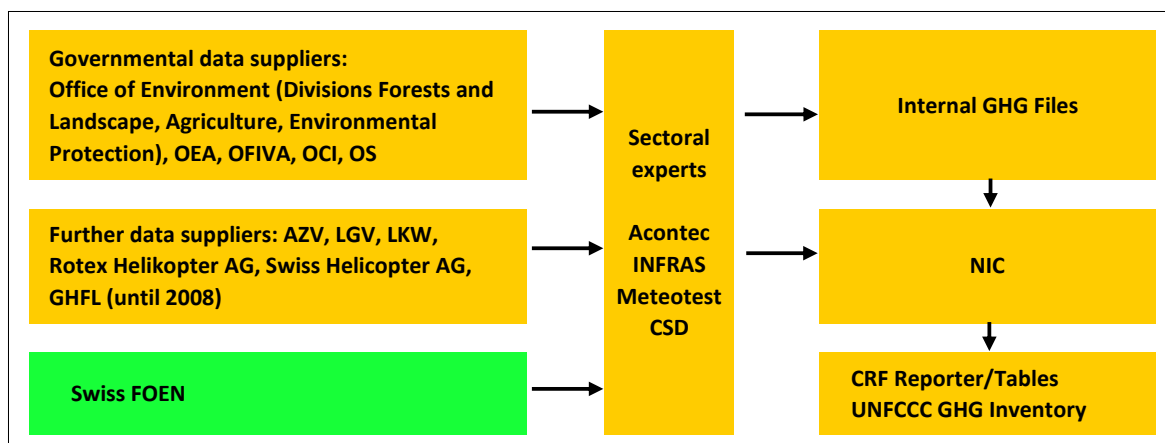 Governmental data suppliers:
Office of Environment (Divisions Forests and
Landscape, Agriculture, Environmental
Protection), OEA, OFIVA, OCI, OS
Further data suppliers: AZV, LGV, LKW,
Rotex Helikopter AG, Swiss Helicopter AG,
GHFL (until 2008)
Swiss FOEN
Sectoral
experts
Acontec
INFRAS
Meteotest
CSD
Internal GHG Files
NIC
CRF Reporter/Tables
UNFCCC GHG Inventory